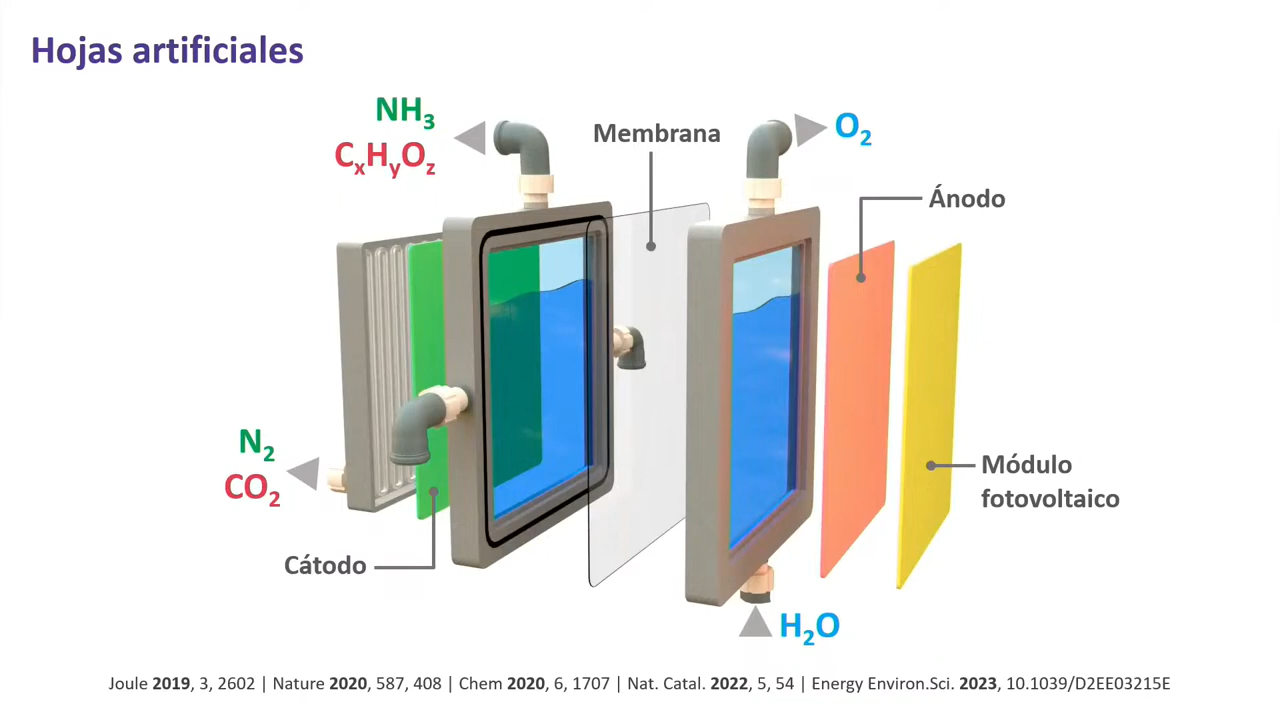 Hojas artificiales
NH₃
CₓHᵧO_z
Membrana
O₂
Ánodo
N₂
CO₂
Módulo
fotovoltaico
Cátodo
H₂O
Joule 2019, 3, 2602 | Nature 2020, 587, 408 | Chem 2020, 6, 1707 | Nat. Catal. 2022, 5, 54 | Energy Environ.Sci. 2023, 10.1039/D2EE03215E